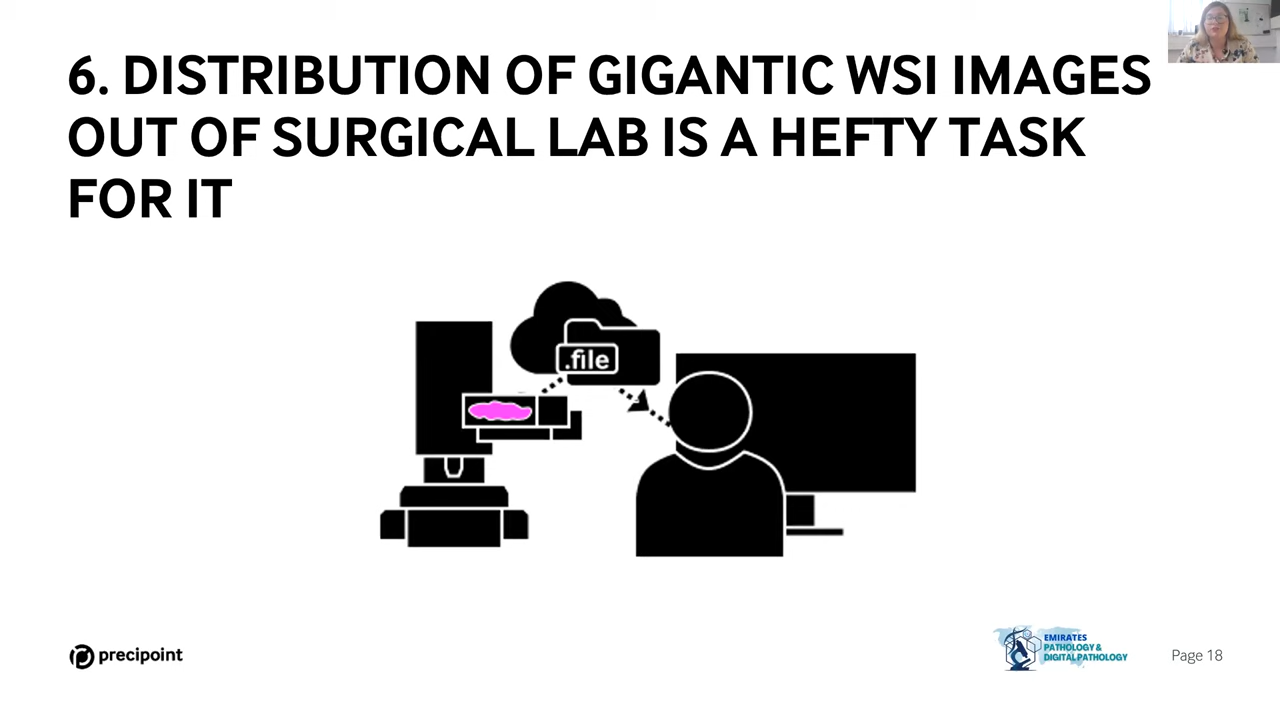 6. DISTRIBUTION OF GIGANTIC WSI IMAGES
OUT OF SURGICAL LAB IS A HEFTY TASK
FOR IT
.file
precipoint
EMIRATES
PATHOLOGY &
DIGITAL PATHOLOGY
Page 18